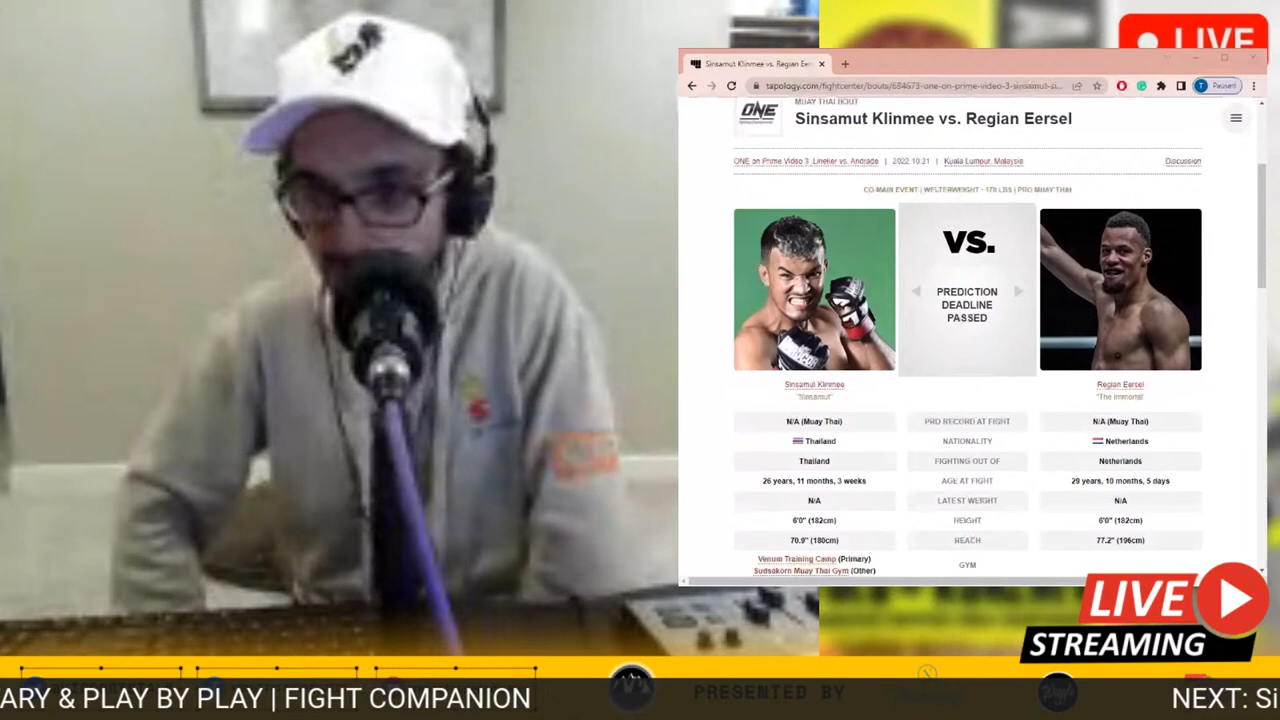 LIVE
Sinsamut Klinmee vs. Regian Eer
tapology.com/fightcenter/bouts/684673-one-on-prime-video-3-sinsamut-si...
T Paused
ONE
MUAY THAI BOUT
Sinsamut Klinmee vs. Regian Eersel
ONE on Prime Video 3: Lineker vs. Andrade | 2022.10.21 | Kuala Lumpur, Malaysia
Discussion
CO-MAIN EVENT | WELTERWEIGHT · 170 LBS | PRO MUAY THAI
VS.
PREDICTION
DEADLINE
PASSED
Sinsamut Klinmee
Regian Eersel
"Sinsamut"
"The Immortal"
N/A (Muay Thai) PRO RECORD AT FIGHT N/A (Muay Thai)
Thailand NATIONALITY Netherlands
Thailand FIGHTING OUT OF Netherlands
26 years, 11 months, 3 weeks AGE AT FIGHT 29 years, 10 months, 5 days
N/A LATEST WEIGHT N/A
6'0" (182cm) HEIGHT 6'0" (182cm)
70.9" (180cm) REACH 77.2" (196cm)
Venum Training Camp (Primary)
GYM
Sudsakorn Muay Thai Gym (Other)
LIVE
STREAMING
PRESENTED BY
ARY & PLAY BY PLAY | FIGHT COMPANION
NEXT: Si